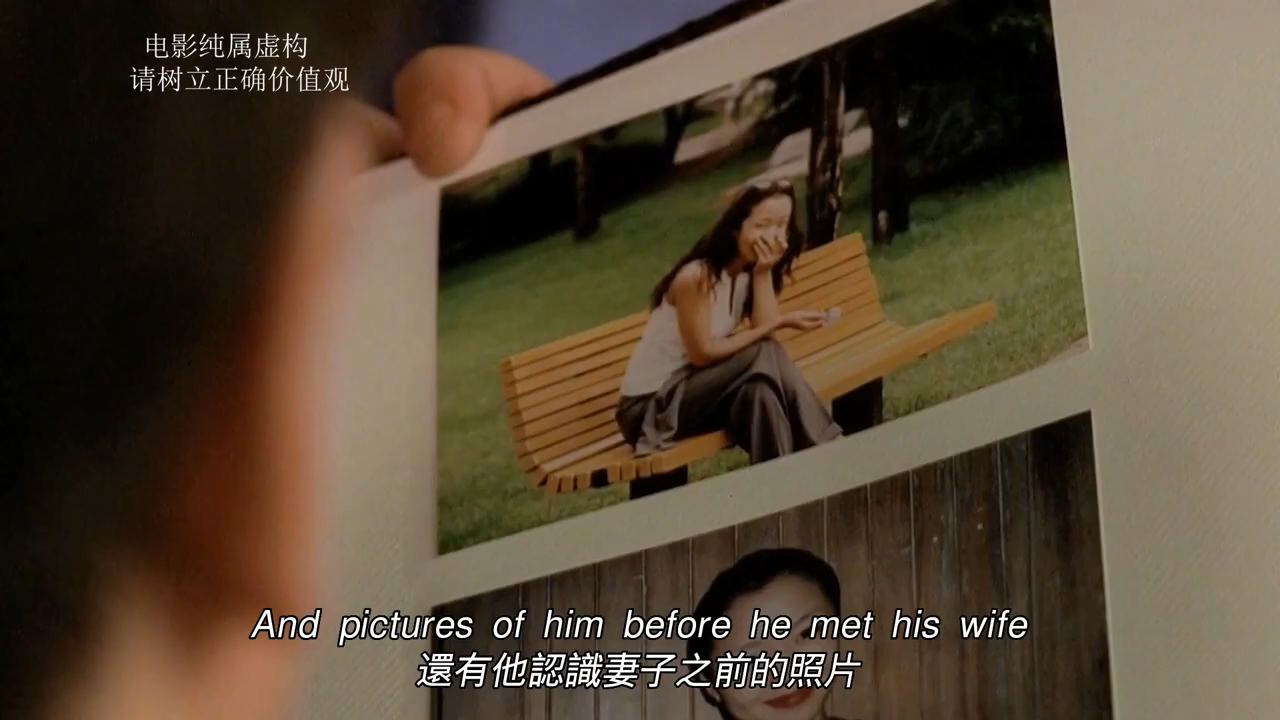 电影纯属虚构
请树立正确价值观
And pictures of him before he met his wife
還有他認識妻子之前的照片